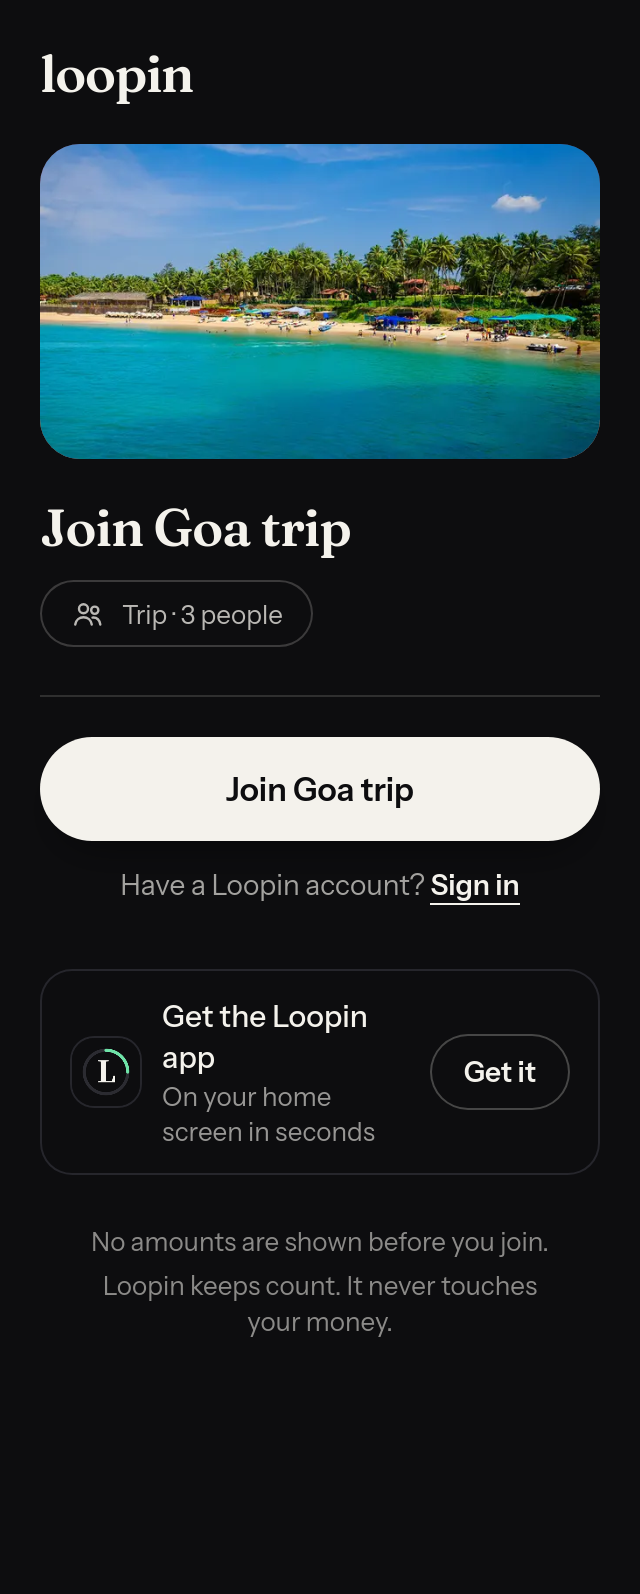 loopin
Join Goa trip
Trip · 3 people
Join Goa trip
Have a Loopin account? Sign in
Get the Loopin
app
On your home
screen in seconds
L
Get it
No amounts are shown before you join.
Loopin keeps count. It never touches
your money.